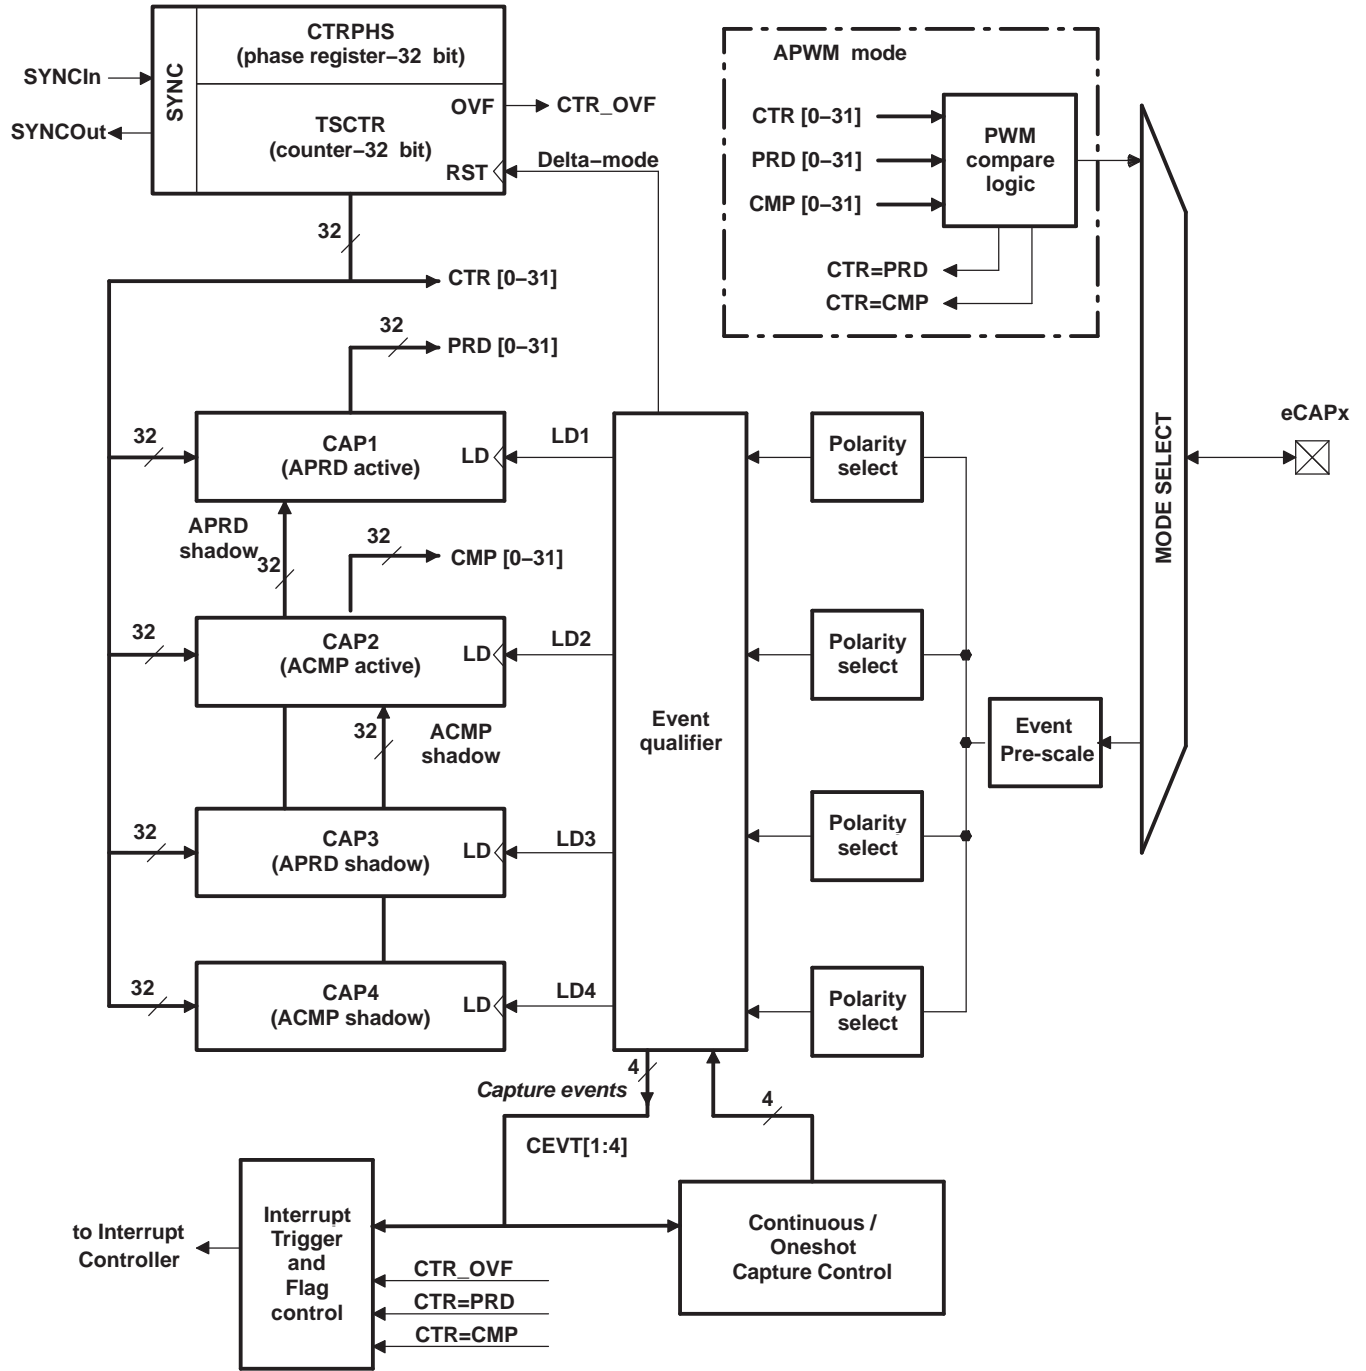 CTRPHS
(phase register−32 bit)
APWM mode
SYNCIn
SYNC
OVF
CTR_OVF
SYNCOut
TSCTR
(counter−32 bit)
RST
Delta−mode
CTR [0−31]
PRD [0−31]
CMP [0−31]
PWM
compare
logic
CTR=PRD
CTR=CMP
32
CTR [0−31]
32
PRD [0−31]
32
CAP1
(APRD active)
LD
LD1
Polarity
select
eCAPx
MODE SELECT
APRD
shadow
32
32
CMP [0−31]
32
CAP2
(ACMP active)
LD
LD2
Polarity
select
32
ACMP
shadow
Event
qualifier
Event
Pre-scale
32
CAP3
(APRD shadow)
LD
LD3
Polarity
select
32
CAP4
(ACMP shadow)
LD
LD4
Polarity
select
4
Capture events
4
CEVT[1:4]
to Interrupt
Controller
Interrupt
Trigger
and
Flag
control
CTR_OVF
CTR=PRD
CTR=CMP
Continuous /
Oneshot
Capture Control